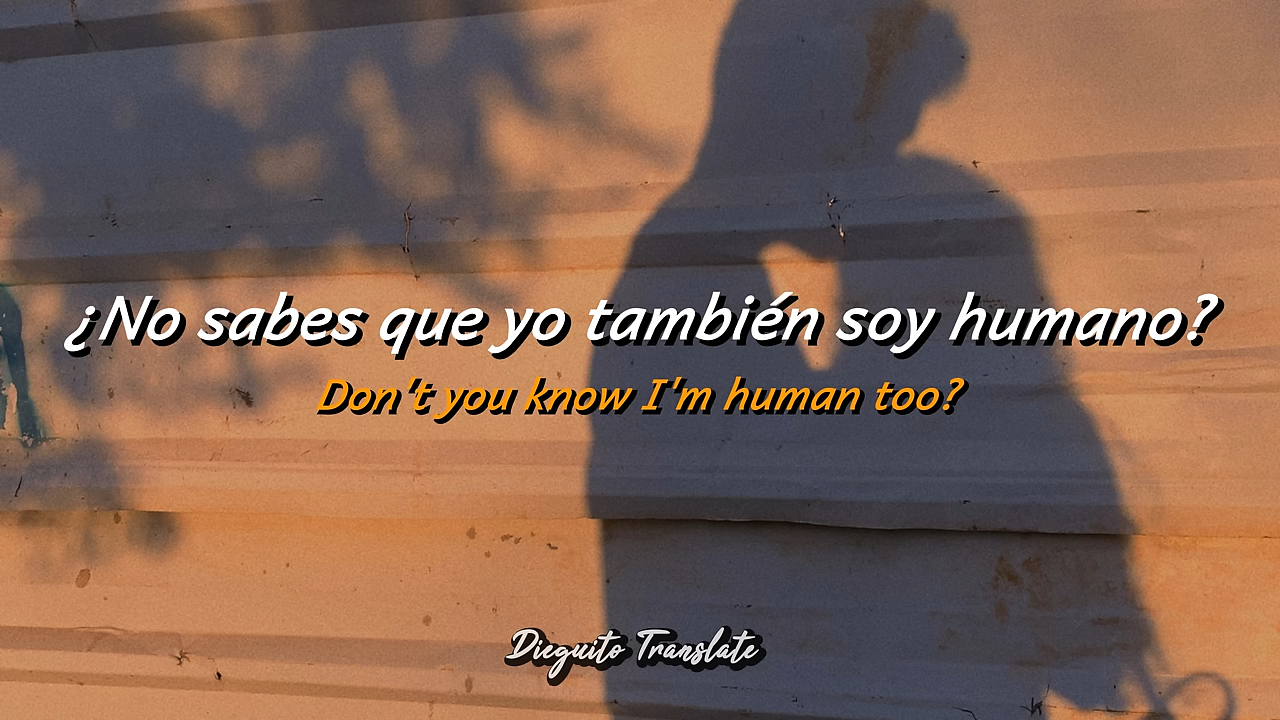 ¿No sabes que yo también soy humano?
Don't you know I'm human too?
Dieguito Translate